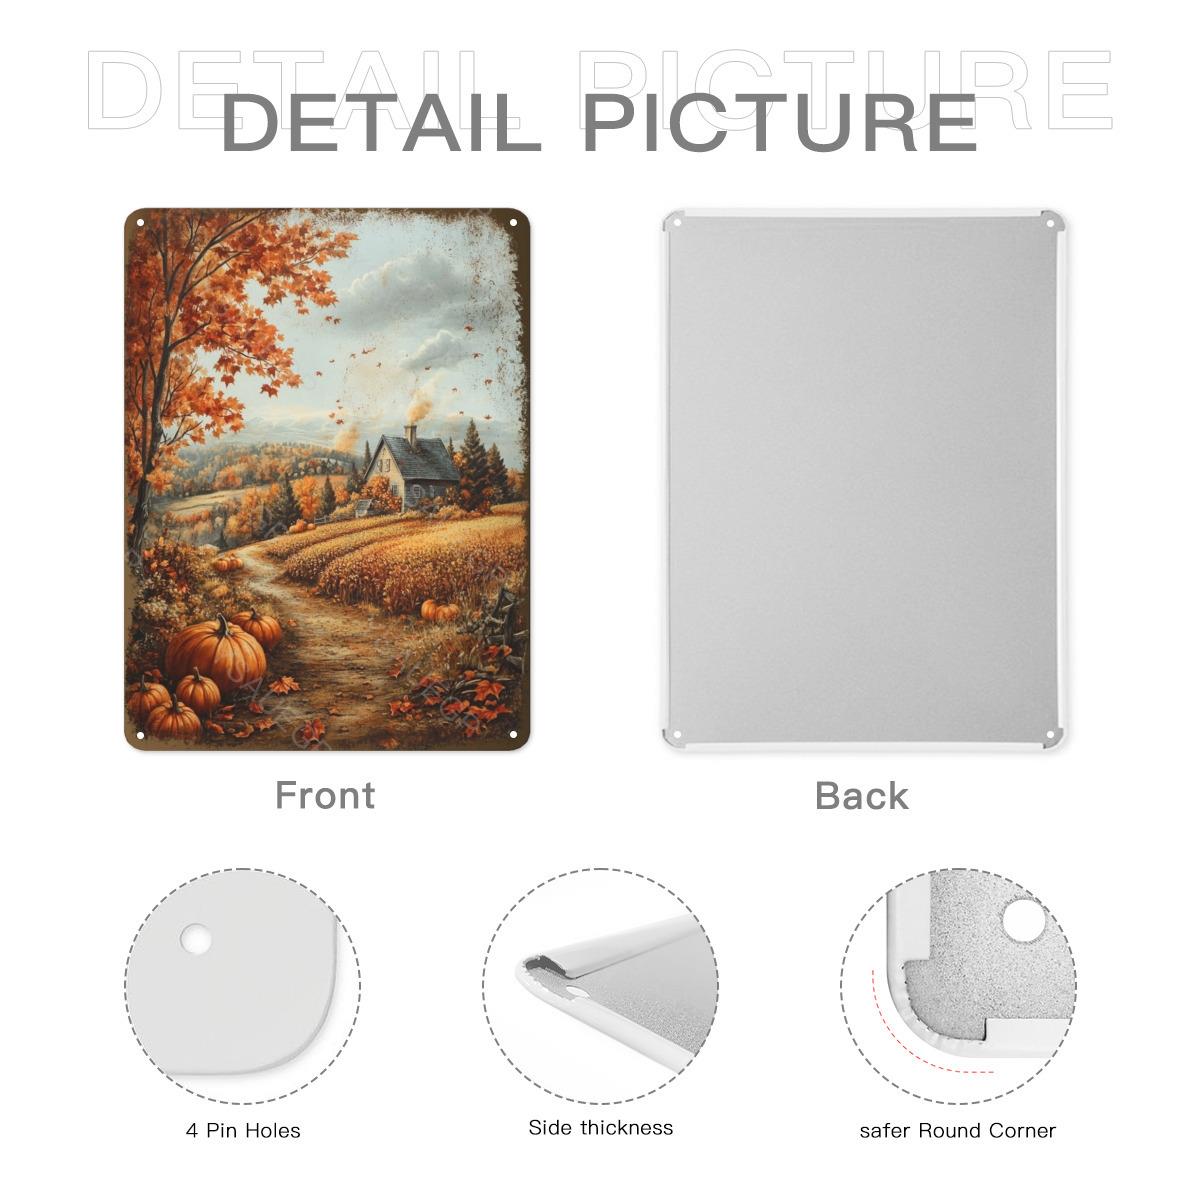 DETAIL PICTURE
DETAIL PICTURE
Front
Back
4 Pin Holes
Side thickness
safer Round Corner